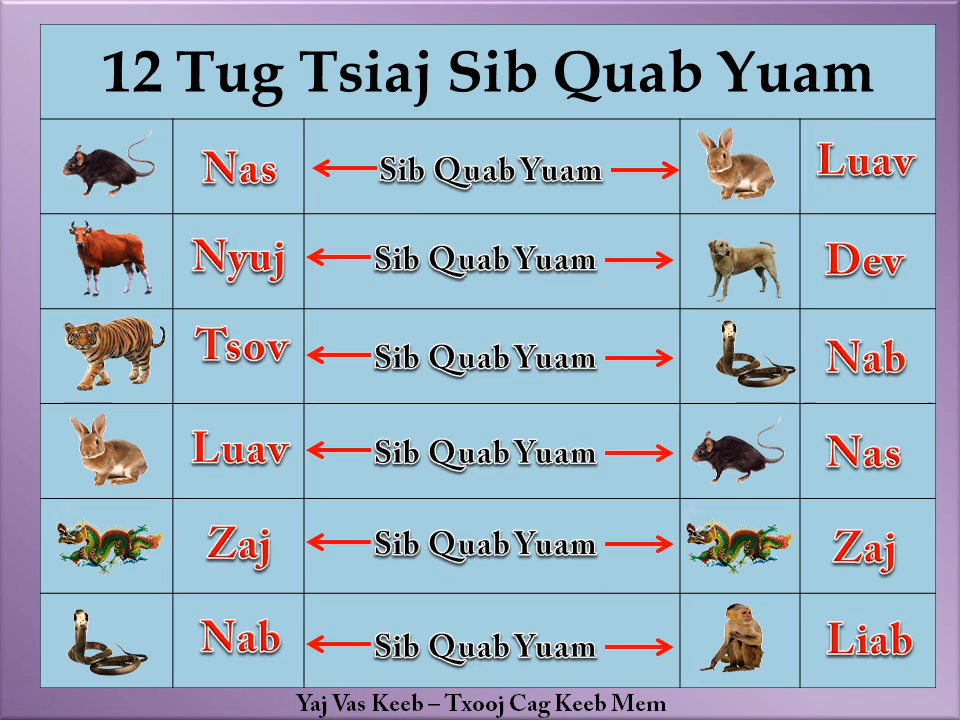 12 Tug Tsiaj Sib Quab Yuam
Nas Sib Quab Yuam Luav
Nyuj Sib Quab Yuam Dev
Tsov Sib Quab Yuam Nab
Luav Sib Quab Yuam Nas
Zaj Sib Quab Yuam Zaj
Nab Sib Quab Yuam Liab
Yaj Vas Keeb – Txooj Cag Keeb Mem